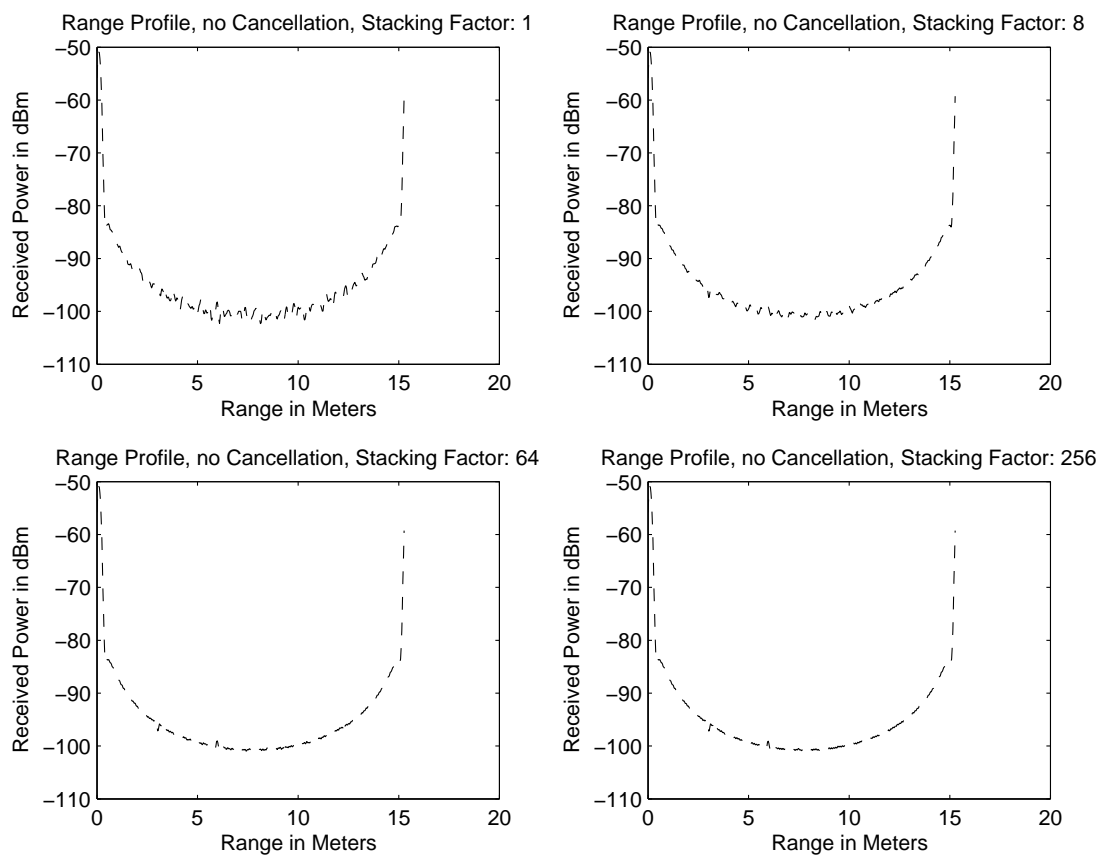 Range Profile, no Cancellation, Stacking Factor: 1
−50
−60
−70
−80
−90
−100
−110
0 5 10 15 20
Received Power in dBm
Range in Meters
Range Profile, no Cancellation, Stacking Factor: 8
−50
−60
−70
−80
−90
−100
−110
0 5 10 15 20
Received Power in dBm
Range in Meters
Range Profile, no Cancellation, Stacking Factor: 64
−50
−60
−70
−80
−90
−100
−110
0 5 10 15 20
Received Power in dBm
Range in Meters
Range Profile, no Cancellation, Stacking Factor: 256
−50
−60
−70
−80
−90
−100
−110
0 5 10 15 20
Received Power in dBm
Range in Meters